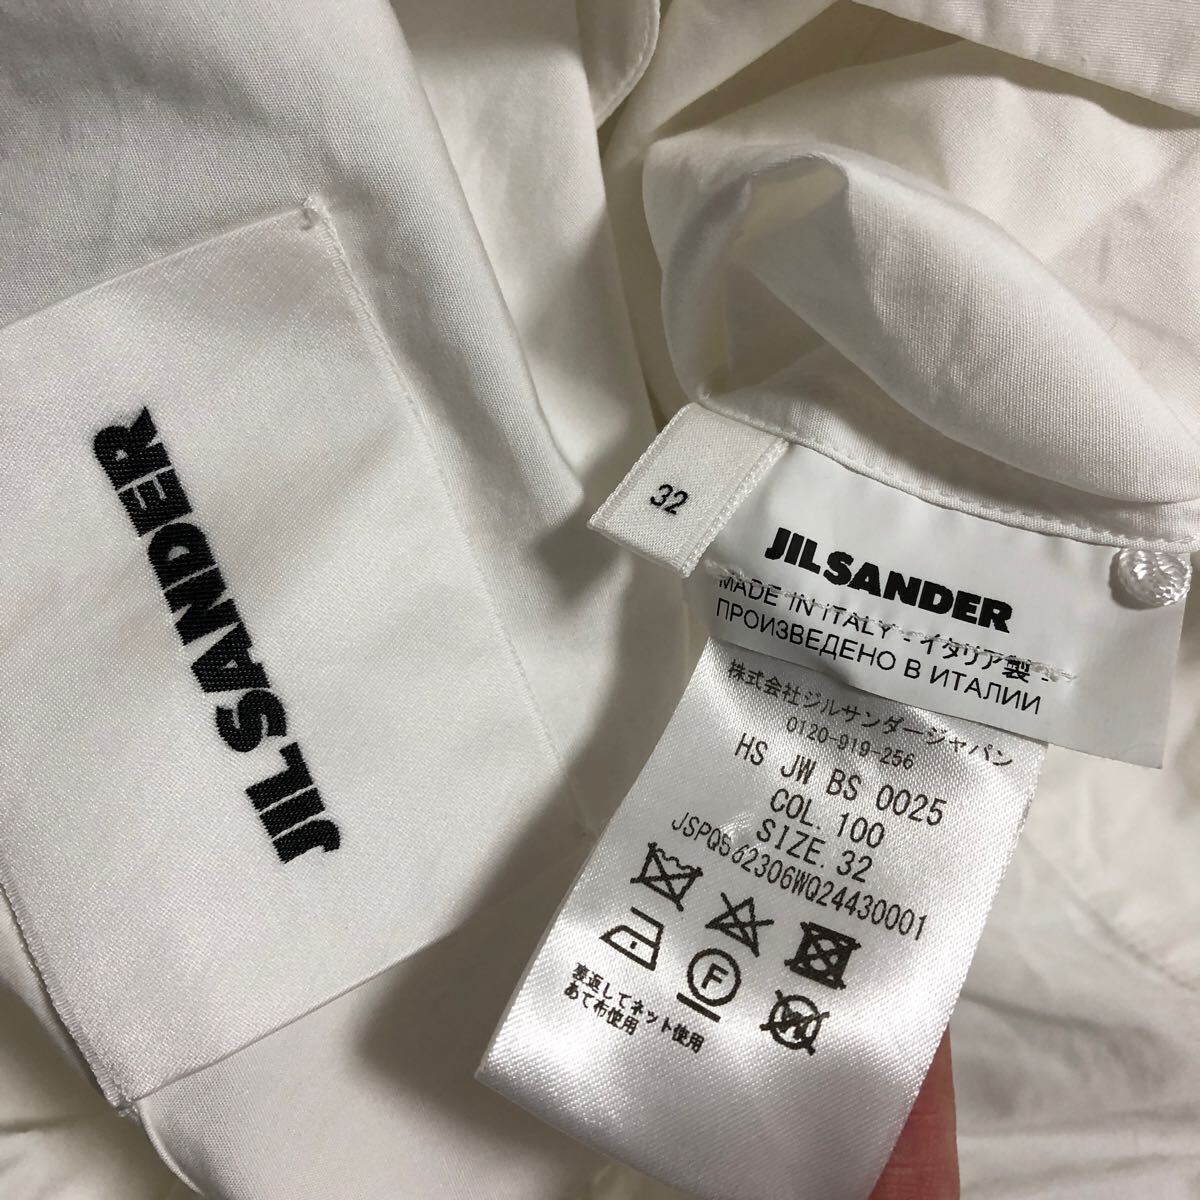 JIL SANDER
32
JIL SANDER
MADE IN ITALY - イタリア製 -
ПРОИЗВЕДЕНО В ИТАЛИИ
株式会社ジルサンダージャパン
0120-919-256
HS JW BS 0025
COL. 100
SIZE. 32
JSPQ562306WQ24430001
F
W
裏返してネット使用
あて布使用